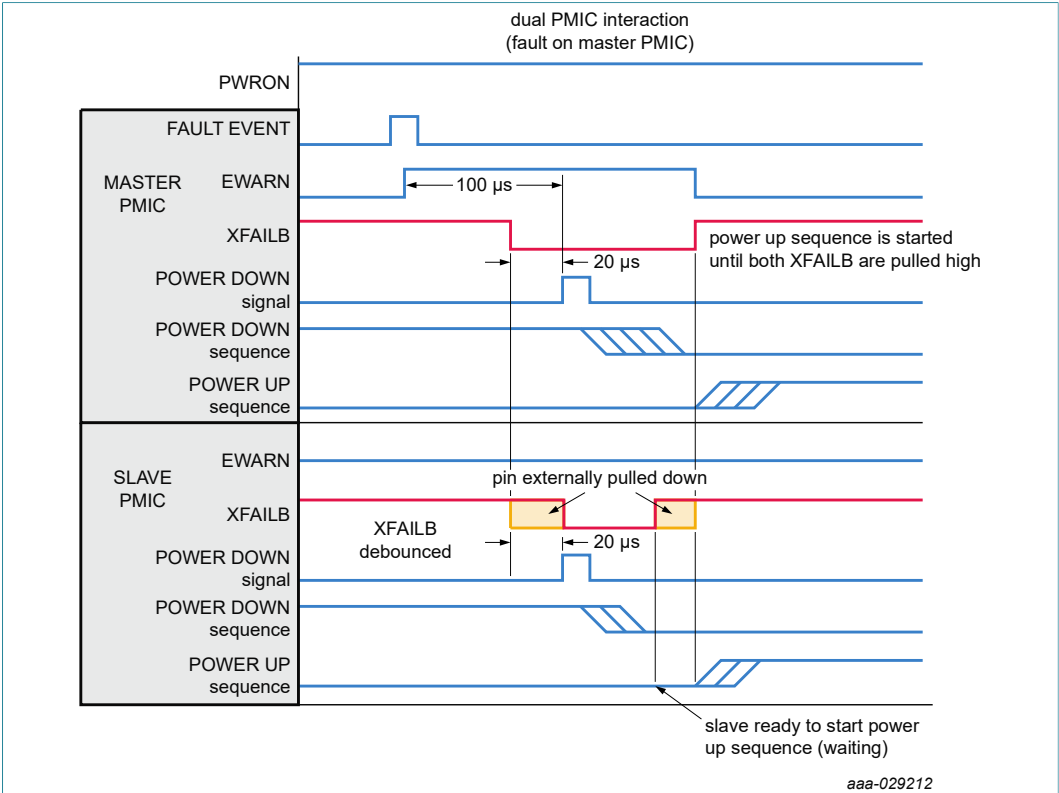 dual PMIC interaction
(fault on master PMIC)
PWRON
FAULT EVENT
MASTER
PMIC
EWARN
100 µs
XFAILB
power up sequence is started
until both XFAILB are pulled high
20 µs
POWER DOWN
signal
POWER DOWN
sequence
POWER UP
sequence
SLAVE
PMIC
EWARN
pin externally pulled down
XFAILB
XFAILB
debounced
20 µs
POWER DOWN
signal
POWER DOWN
sequence
POWER UP
sequence
slave ready to start power
up sequence (waiting)
aaa-029212